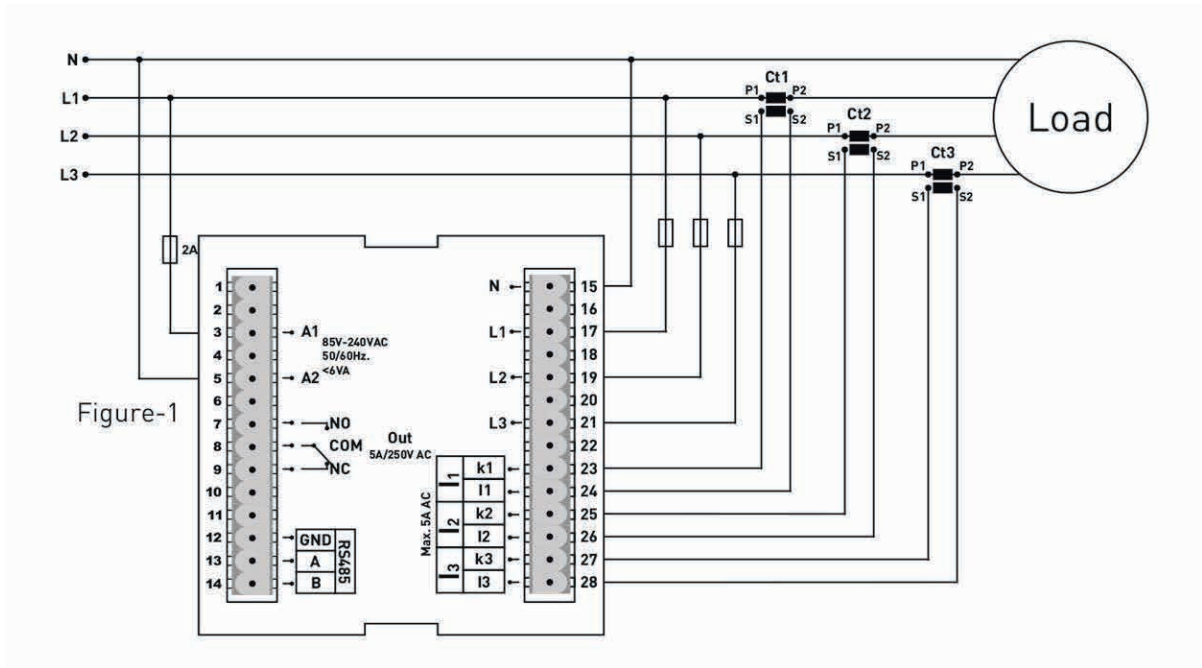 N
L1
L2
L3
Ct1
P1 P2
S1 S2
Ct2
P1 P2
S1 S2
Ct3
P1 P2
S1 S2
Load
2A
1
2
3 A1
85V-240VAC
50/60Hz.
<6VA
4
5 A2
6
7 NO
8 COM
9 NC
Out
5A/250V AC
10
11
12 GND
13 A
14 B
RS485
Figure-1
N 15
16
L1 17
18
L2 19
20
L3 21
22
Max. 5A AC
I1 k1 23
l1 24
I2 k2 25
l2 26
I3 k3 27
l3 28